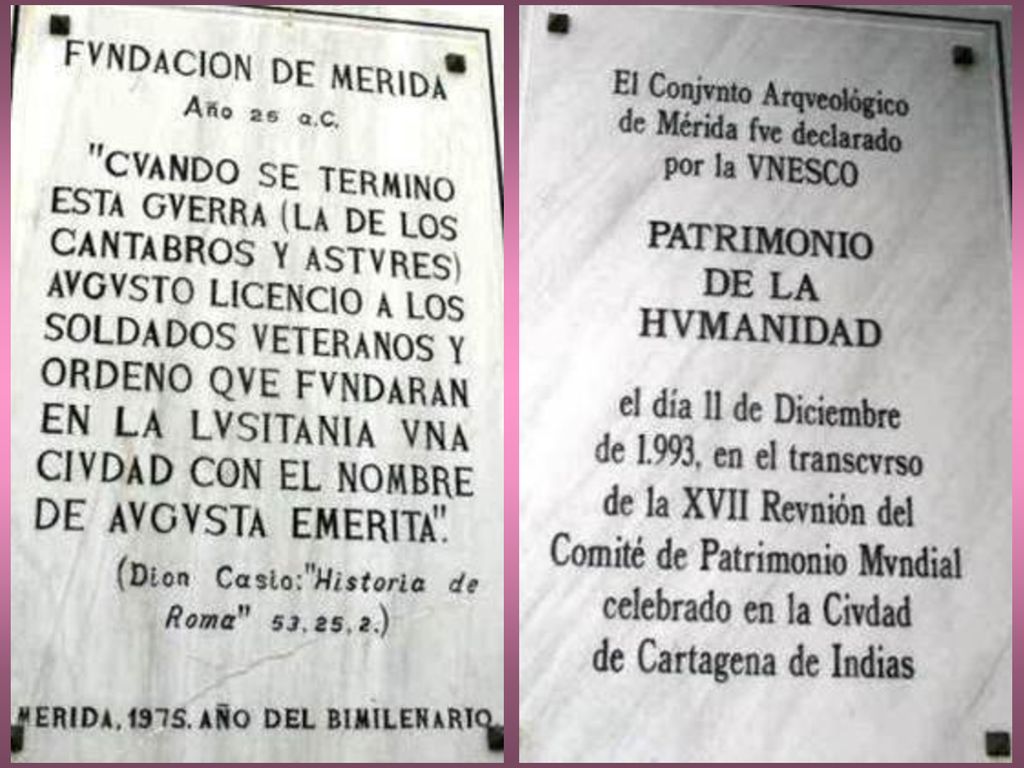 FVNDACION DE MERIDA
Año 25 a.C.
"CVANDO SE TERMINO
ESTA GVERRA (LA DE LOS
CANTABROS Y ASTVRES)
AVGVSTO LICENCIO A LOS
SOLDADOS VETERANOS Y
ORDENO QVE FVNDARAN
EN LA LVSITANIA VNA
CIVDAD CON EL NOMBRE
DE AVGVSTA EMERITA".
(Dion Casio:"Historia de
Roma" 53,25,2.)
MERIDA, 1975. AÑO DEL BIMILENARIO
El Conjvnto Arqveológico
de Mérida fve declarado
por la VNESCO
PATRIMONIO
DE LA
HVMANIDAD
el día 11 de Diciembre
de 1.993, en el transcvrso
de la XVII Revnión del
Comité de Patrimonio Mvndial
celebrado en la Civdad
de Cartagena de Indias